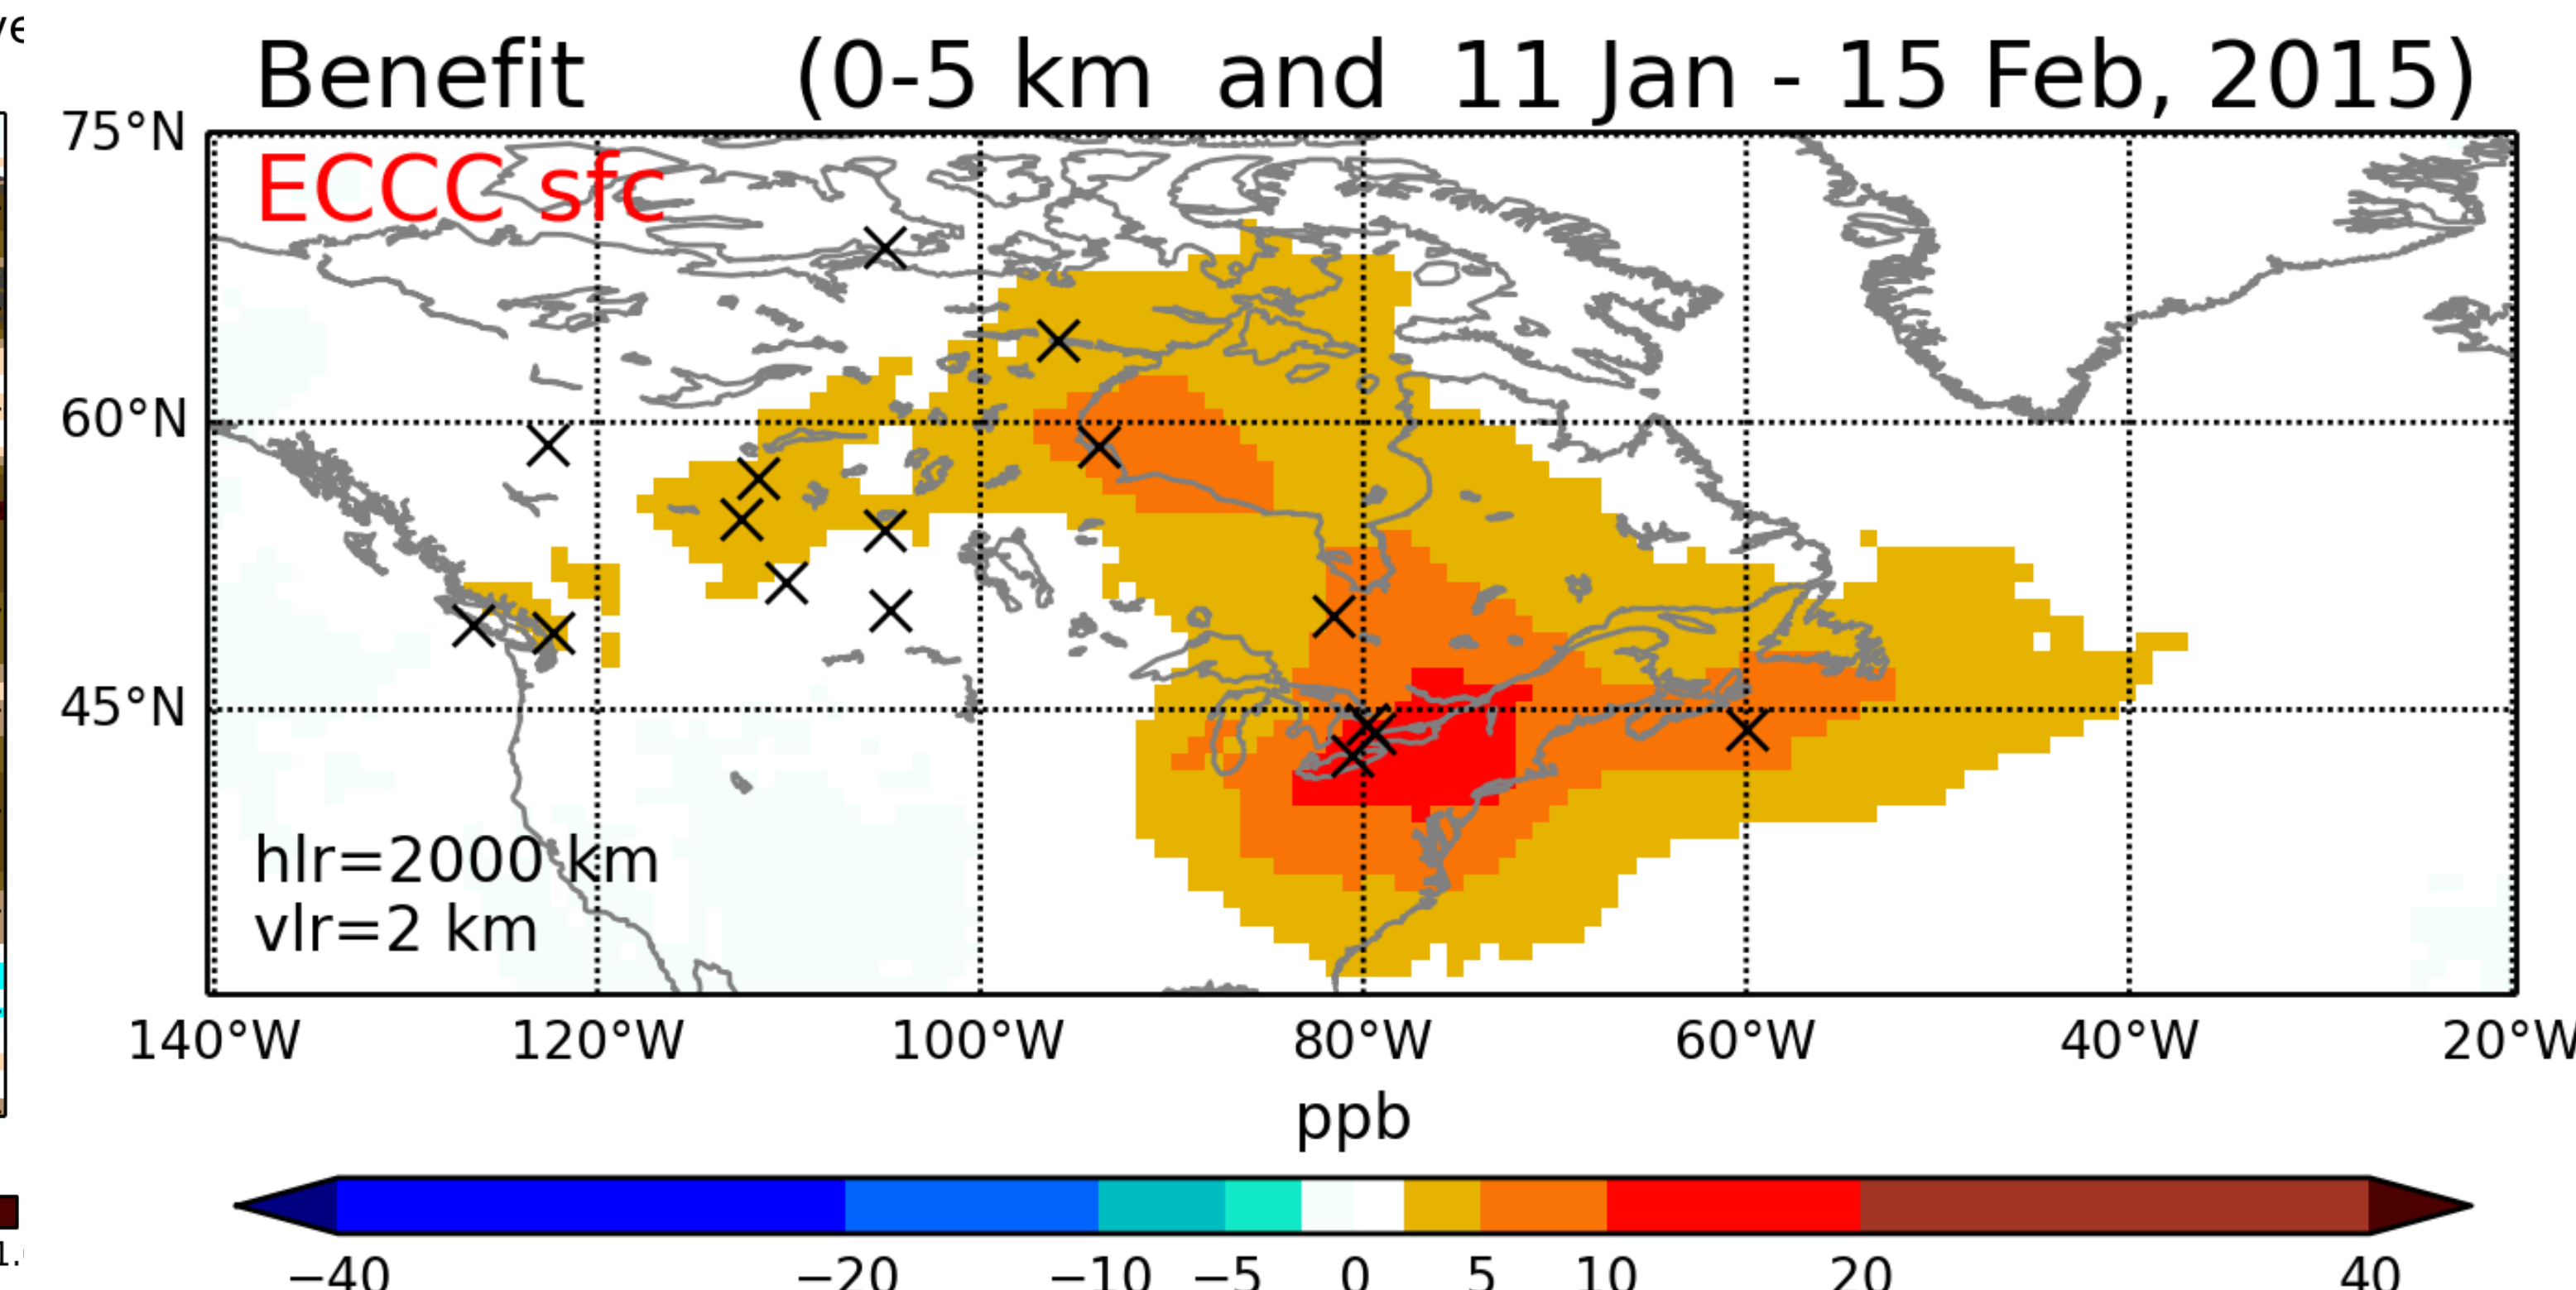 Benefit (0-5 km and 11 Jan - 15 Feb, 2015)
75°N
ECCC sfc
60°N
45°N
hlr=2000 km
vlr=2 km
140°W 120°W 100°W 80°W 60°W 40°W 20°W
ppb
−40 −20 −10 −5 0 5 10 20 40